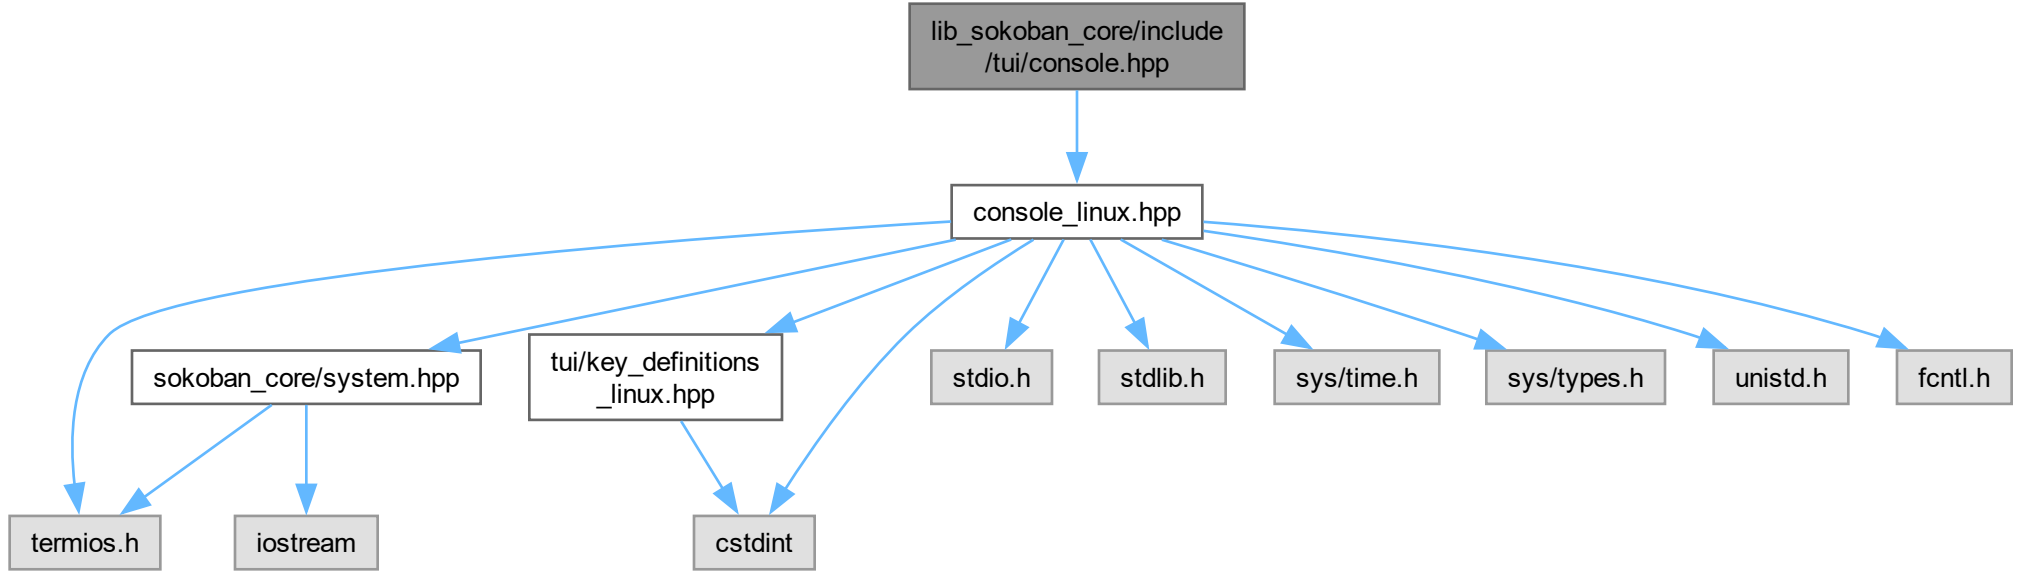 lib_sokoban_core/include
/tui/console.hpp
console_linux.hpp
sokoban_core/system.hpp
tui/key_definitions
_linux.hpp
stdio.h
stdlib.h
sys/time.h
sys/types.h
unistd.h
fcntl.h
termios.h
iostream
cstdint